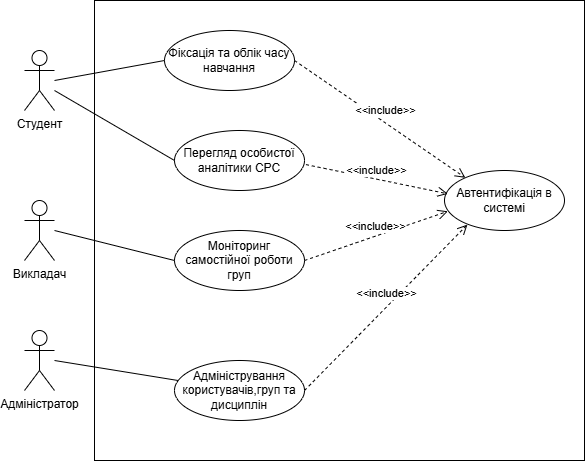 Фіксація та облік часу
навчання
<<include>>
Студент
Перегляд особистої
аналітики СРС
<<include>>
Автентифікація в
системі
<<include>>
Викладач
Моніторинг
самостійної роботи
груп
<<include>>
Адміністратор
Адміністрування
користувачів,груп та
дисциплін